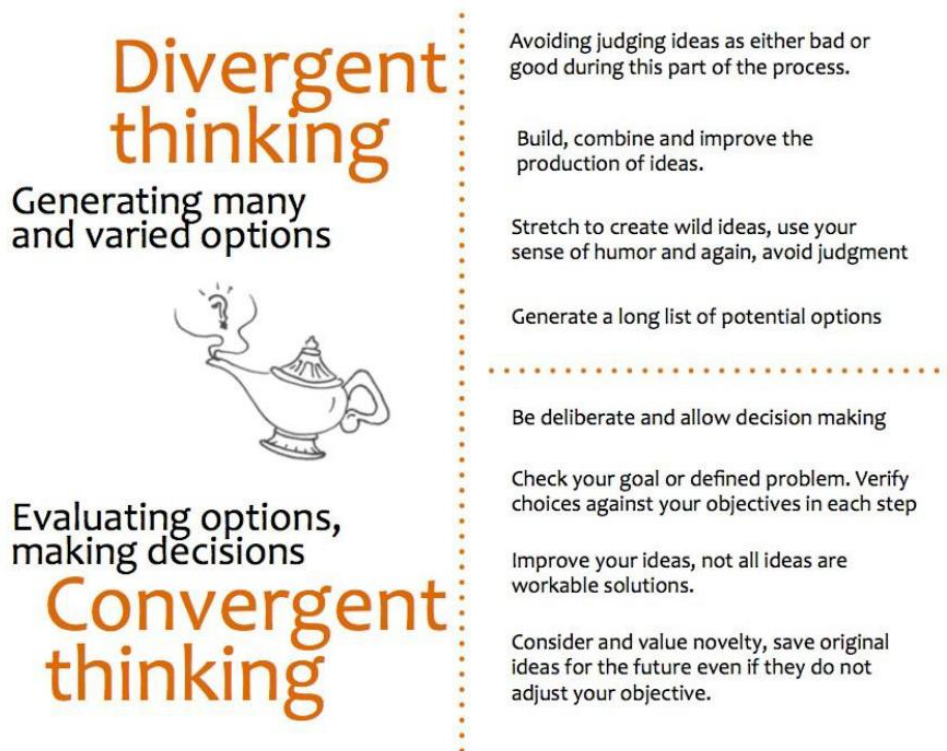 Divergent
thinking
Generating many
and varied options
Avoiding judging ideas as either bad or
good during this part of the process.
Build, combine and improve the
production of ideas.
Stretch to create wild ideas, use your
sense of humor and again, avoid judgment
Generate a long list of potential options
?
Evaluating options,
making decisions
Convergent
thinking
Be deliberate and allow decision making
Check your goal or defined problem. Verify
choices against your objectives in each step
Improve your ideas, not all ideas are
workable solutions.
Consider and value novelty, save original
ideas for the future even if they do not
adjust your objective.